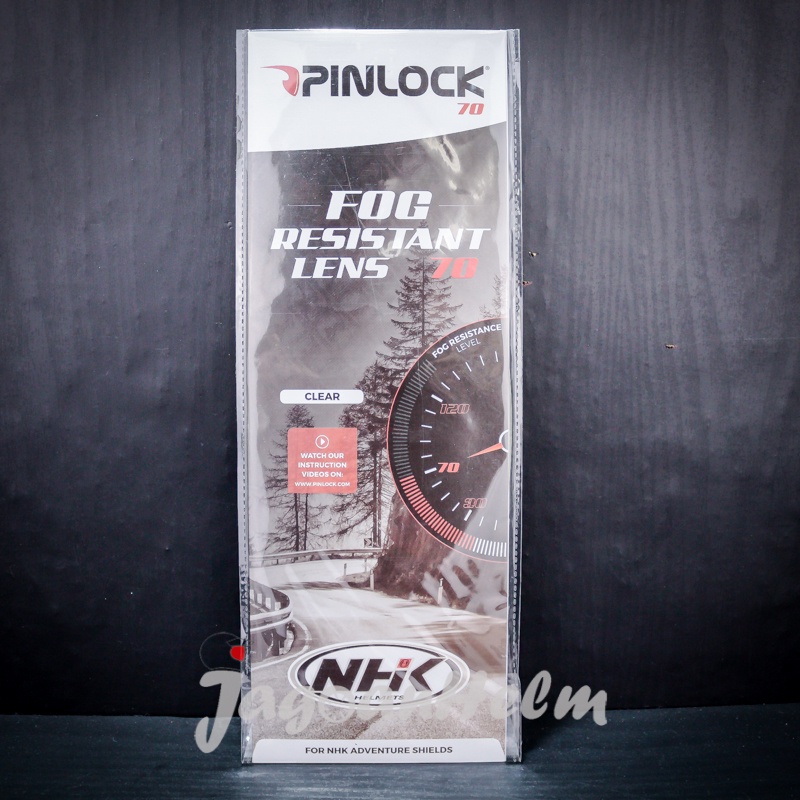 PINLOCK®
70
FOG
RESISTANT
LENS 70
FOG RESISTANCE
LEVEL
CLEAR
120
WATCH OUR
INSTRUCTION
VIDEOS ON:
WWW.PINLOCK.COM
70
30
NHK
HELMETS
FOR NHK ADVENTURE SHIELDS